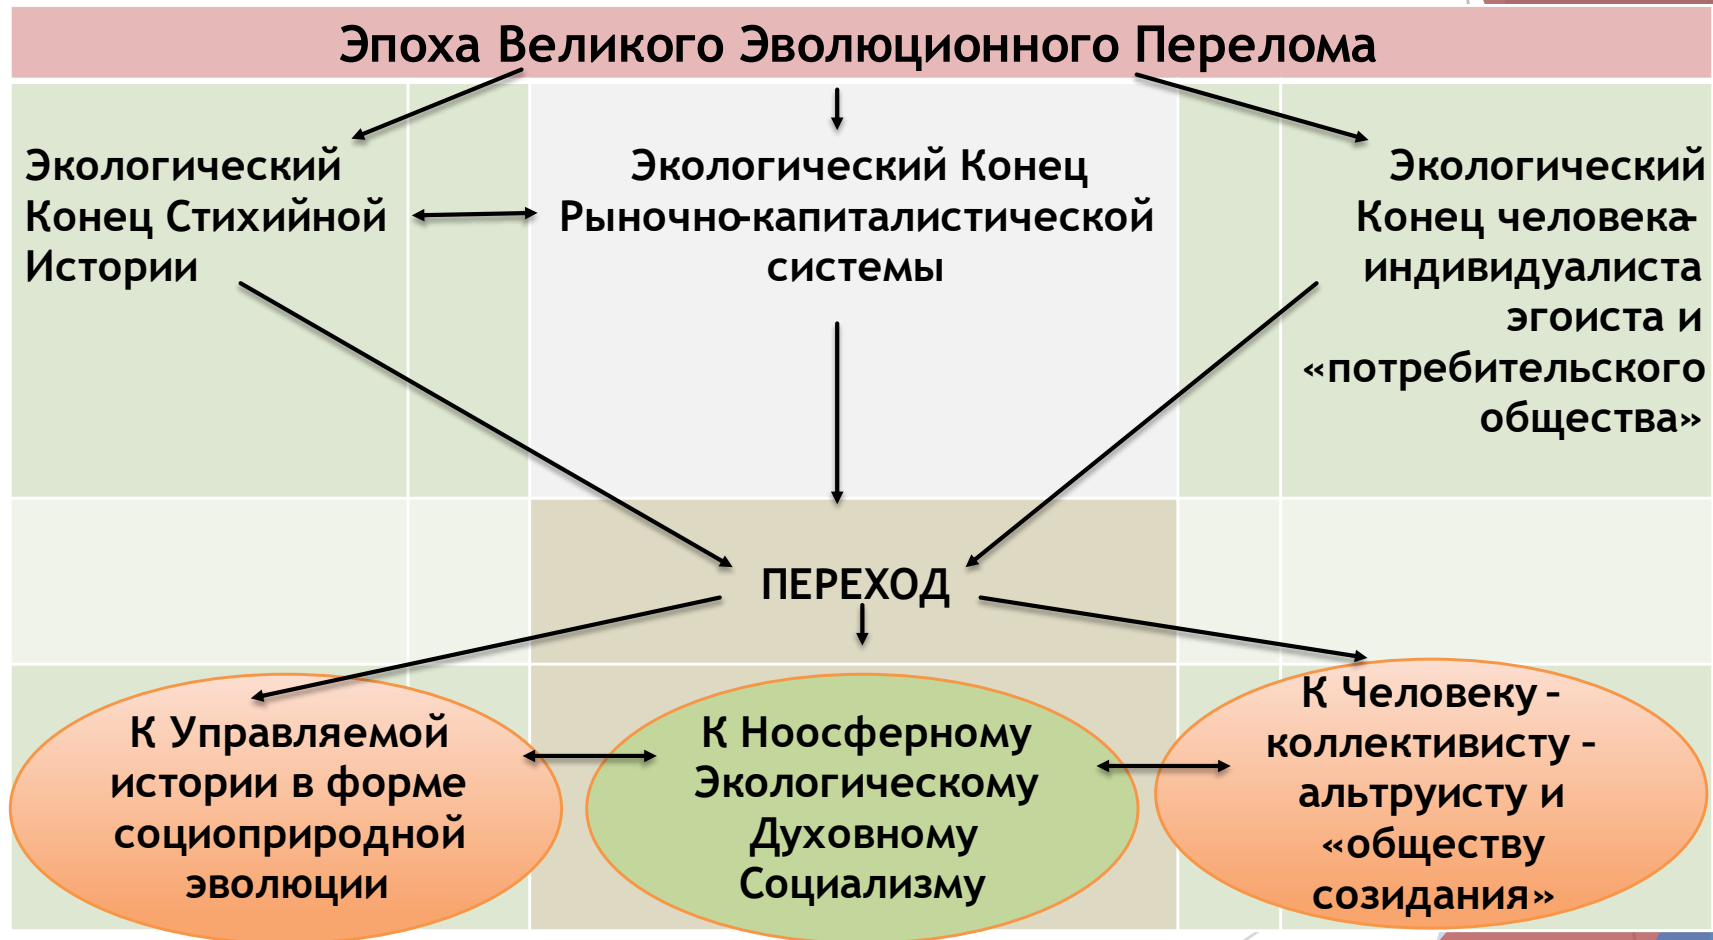 Эпоха Великого Эволюционного Перелома
Экологический
Конец Стихийной
Истории
Экологический Конец
Рыночно-капиталистической
системы
Экологический
Конец человека-
индивидуалиста
эгоиста и
«потребительского
общества»
ПЕРЕХОД
К Управляемой
истории в форме
социоприродной
эволюции
К Ноосферному
Экологическому
Духовному
Социализму
К Человеку –
коллективисту –
альтруисту и
«обществу
созидания»